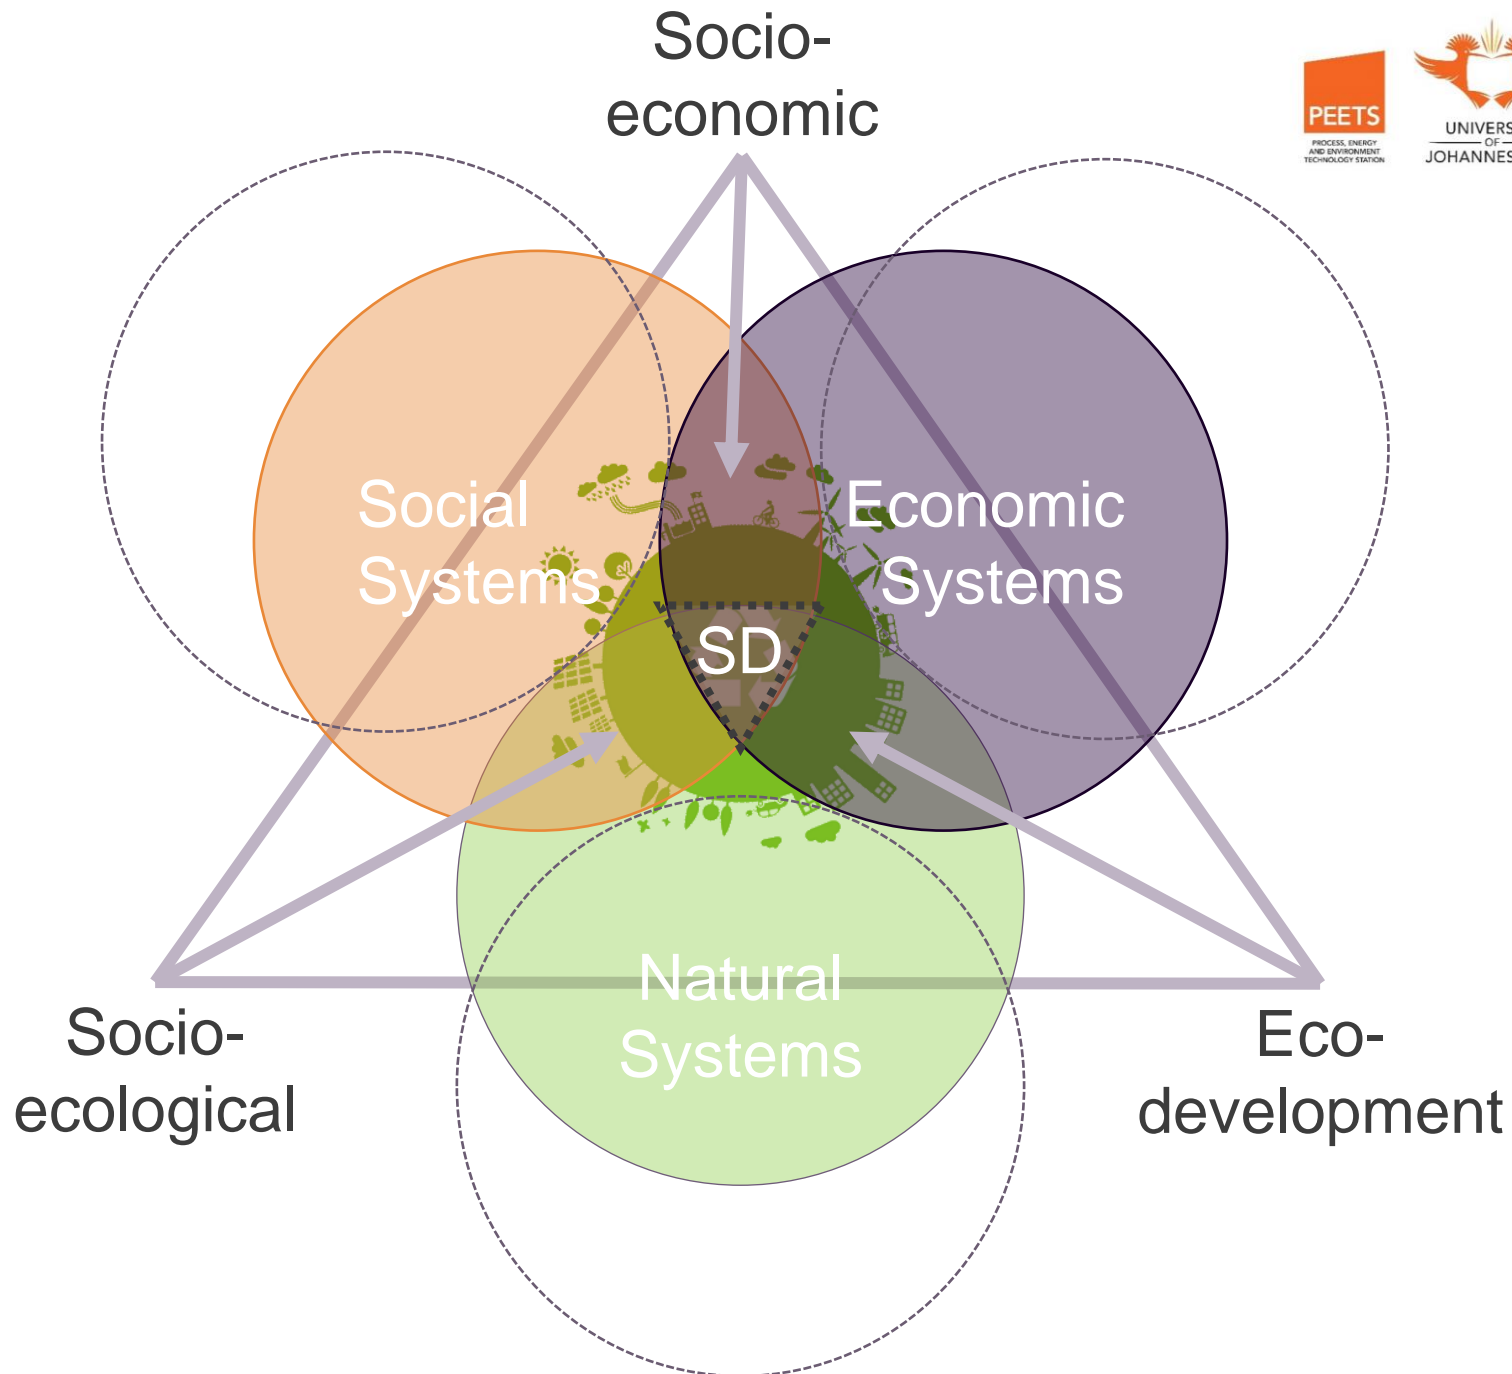 Socio-
economic
PEETS
PROCESS, ENERGY
AND ENVIRONMENT
TECHNOLOGY STATION
UNIVERS
OF
JOHANNES
Social
Systems
Economic
Systems
SD
Natural
Systems
Socio-
ecological
Eco-
development